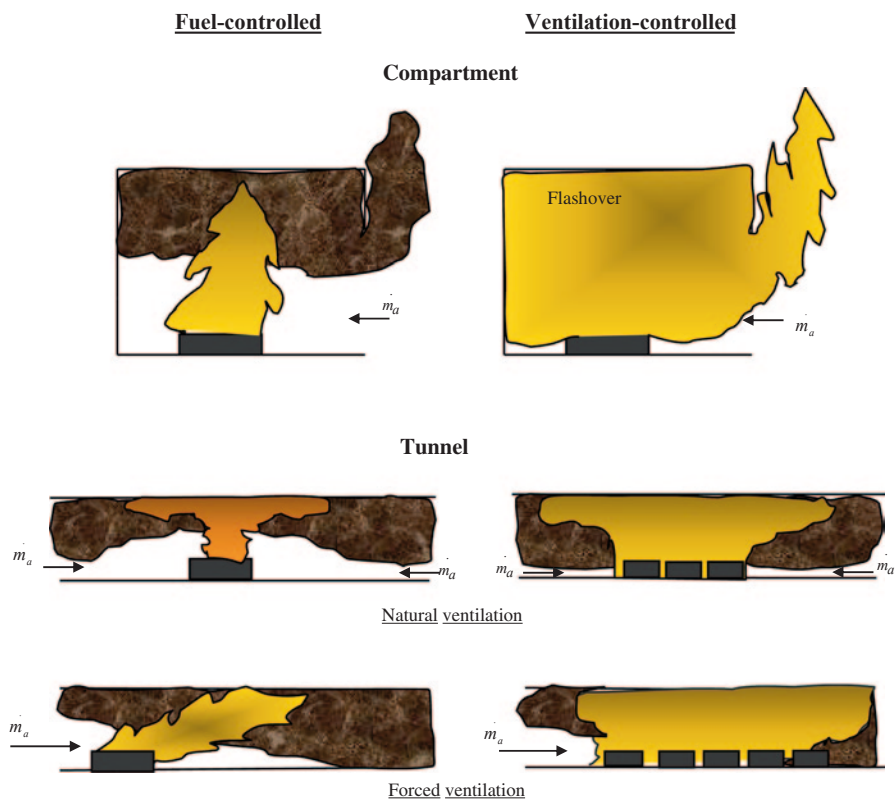 Fuel-controlled Ventilation-controlled
Compartment
Flashover
ṁₐ
ṁₐ
Tunnel
ṁₐ
ṁₐ
ṁₐ
ṁₐ
Natural ventilation
ṁₐ
ṁₐ
Forced ventilation